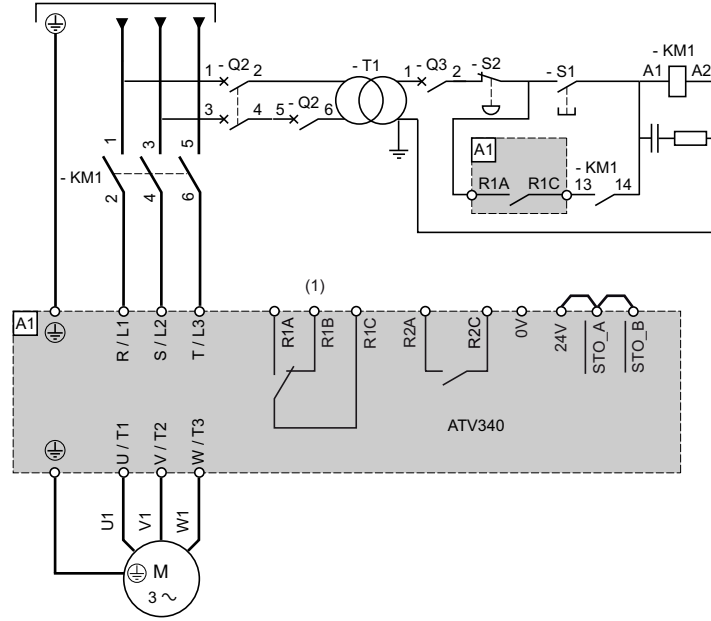 - Q2
- T1
- Q3
- S2
- S1
- KM1
1
2
1
2
A1
A2
3
4
5
- Q2
6
1
3
5
- KM1
2
4
6
A1
R1A
R1C
- KM1
13
14
(1)
A1
R / L1
S / L2
T / L3
R1A
R1B
R1C
R2A
R2C
0V
24V
STO_A
STO_B
ATV340
U / T1
V / T2
W / T3
U1
V1
W1
M
3 ~